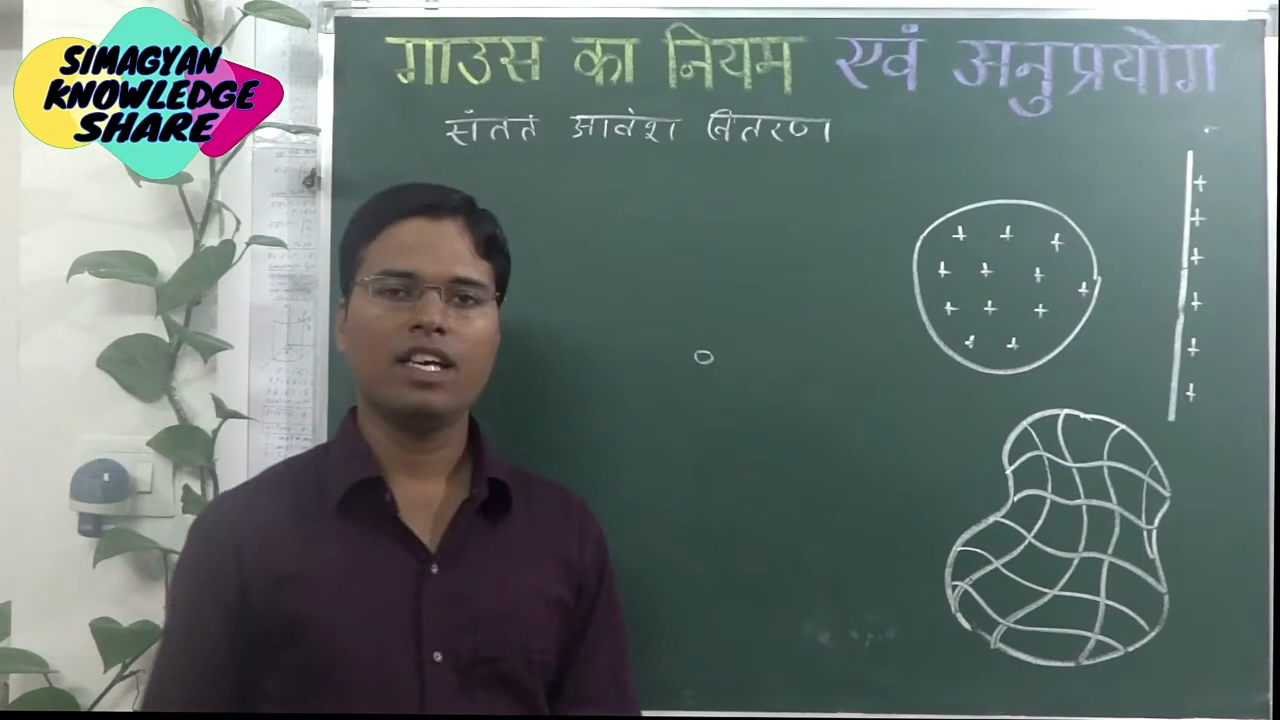 SIMAGYAN
KNOWLEDGE
SHARE
गाउस का नियम एवं अनुप्रयोग
संतत आवेश वितरण
+ + +
+ + + +
+ + +
+ +
+
+
+
+
+
+